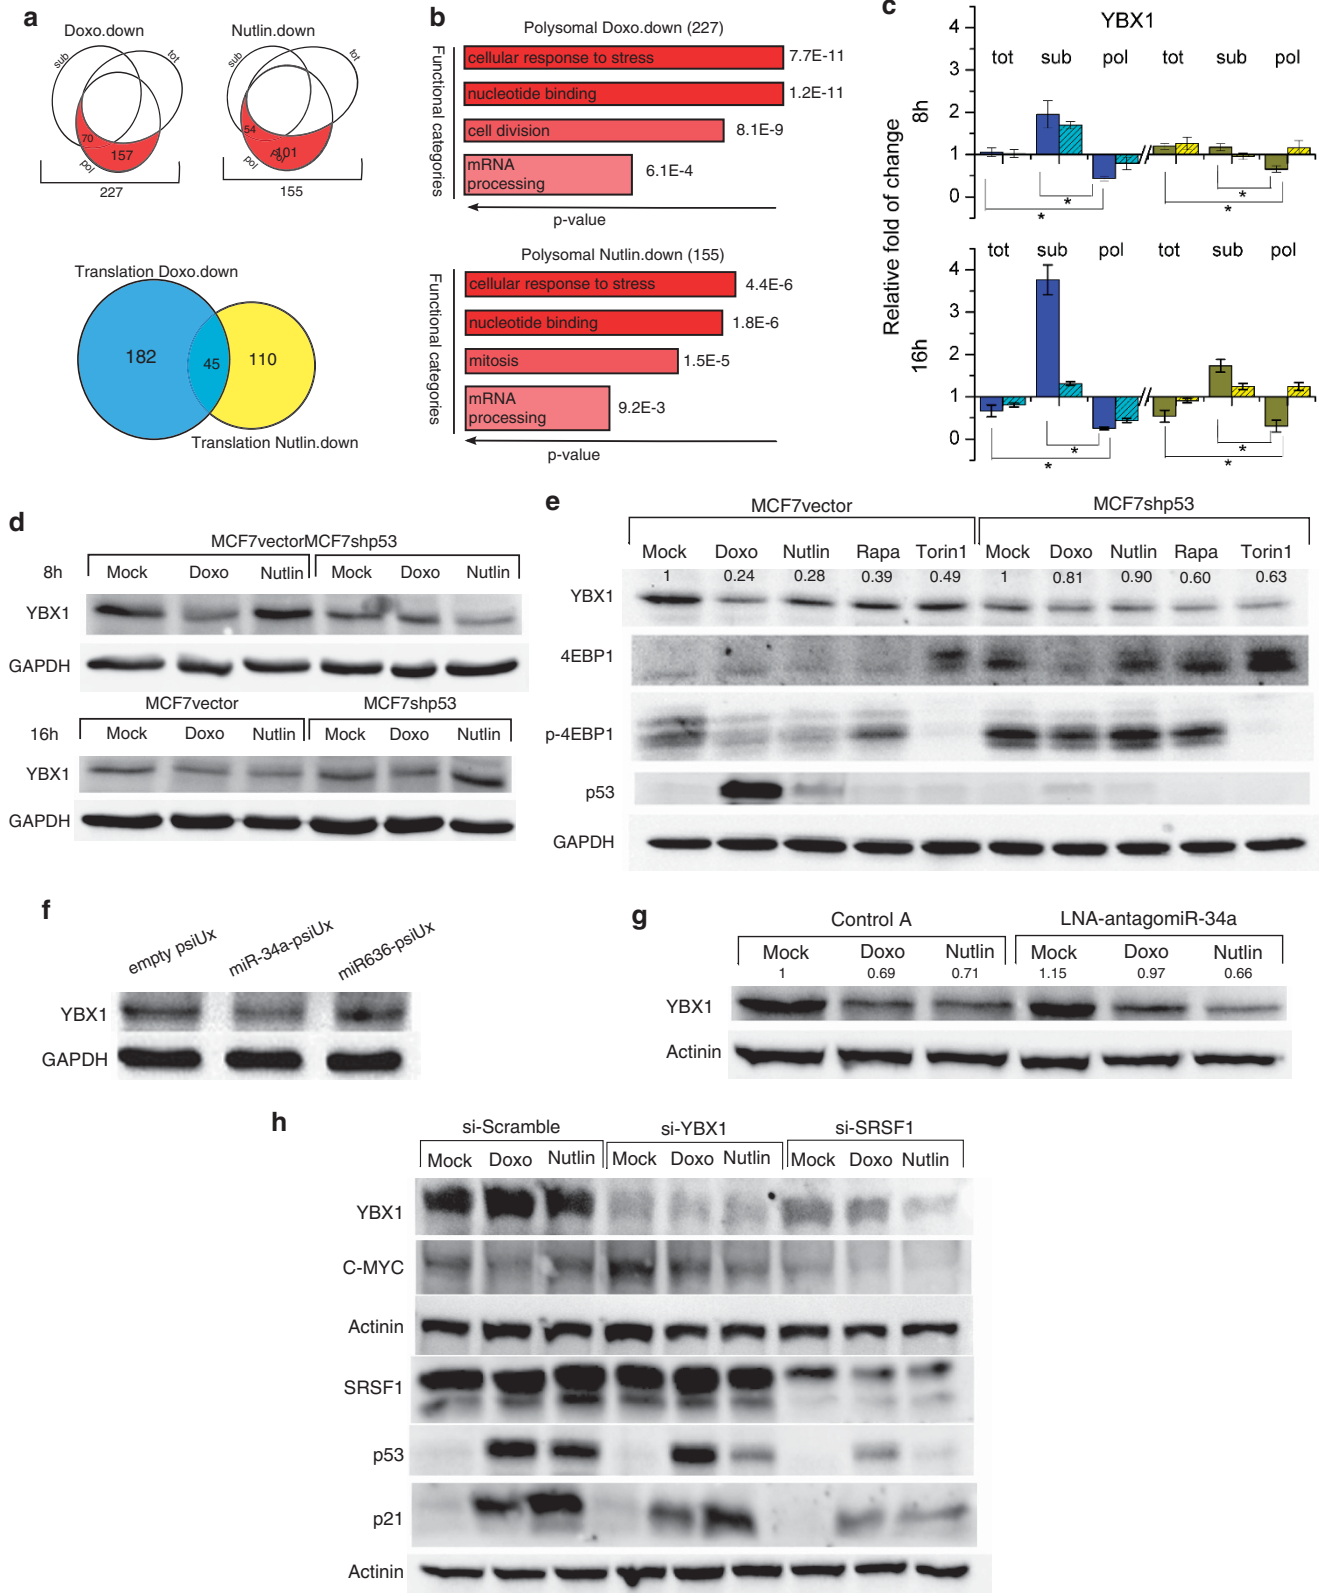 a
Doxo.down
Nutlin.down
sub
tot
sub
tot
70
157
pol
54
101
pol
pol
227
155
Translation Doxo.down
182
45
110
Translation Nutlin.down
b
Polysomal Doxo.down (227)
Functional categories
cellular response to stress
7.7E-11
nucleotide binding
1.2E-11
cell division
8.1E-9
mRNA
processing
6.1E-4
p-value
Polysomal Nutlin.down (155)
Functional categories
cellular response to stress
4.4E-6
nucleotide binding
1.8E-6
mitosis
1.5E-5
mRNA
processing
9.2E-3
p-value
c
YBX1
Relative fold of change
8h
4
3
2
1
0
tot sub pol tot sub pol
*
*
*
*
16h
4
3
2
1
0
tot sub pol tot sub pol
*
*
*
*
d
MCF7vectorMCF7shp53
8h Mock Doxo Nutlin Mock Doxo Nutlin
YBX1
GAPDH
MCF7vector MCF7shp53
16h Mock Doxo Nutlin Mock Doxo Nutlin
YBX1
GAPDH
e
MCF7vector MCF7shp53
Mock Doxo Nutlin Rapa Torin1 Mock Doxo Nutlin Rapa Torin1
1 0.24 0.28 0.39 0.49 1 0.81 0.90 0.60 0.63
YBX1
4EBP1
p-4EBP1
p53
GAPDH
f
empty psiUx
miR-34a-psiUx
miR636-psiUx
YBX1
GAPDH
g
Control A LNA-antagomiR-34a
Mock Doxo Nutlin Mock Doxo Nutlin
1 0.69 0.71 1.15 0.97 0.66
YBX1
Actinin
h
si-Scramble si-YBX1 si-SRSF1
Mock Doxo Nutlin Mock Doxo Nutlin Mock Doxo Nutlin
YBX1
C-MYC
Actinin
SRSF1
p53
p21
Actinin